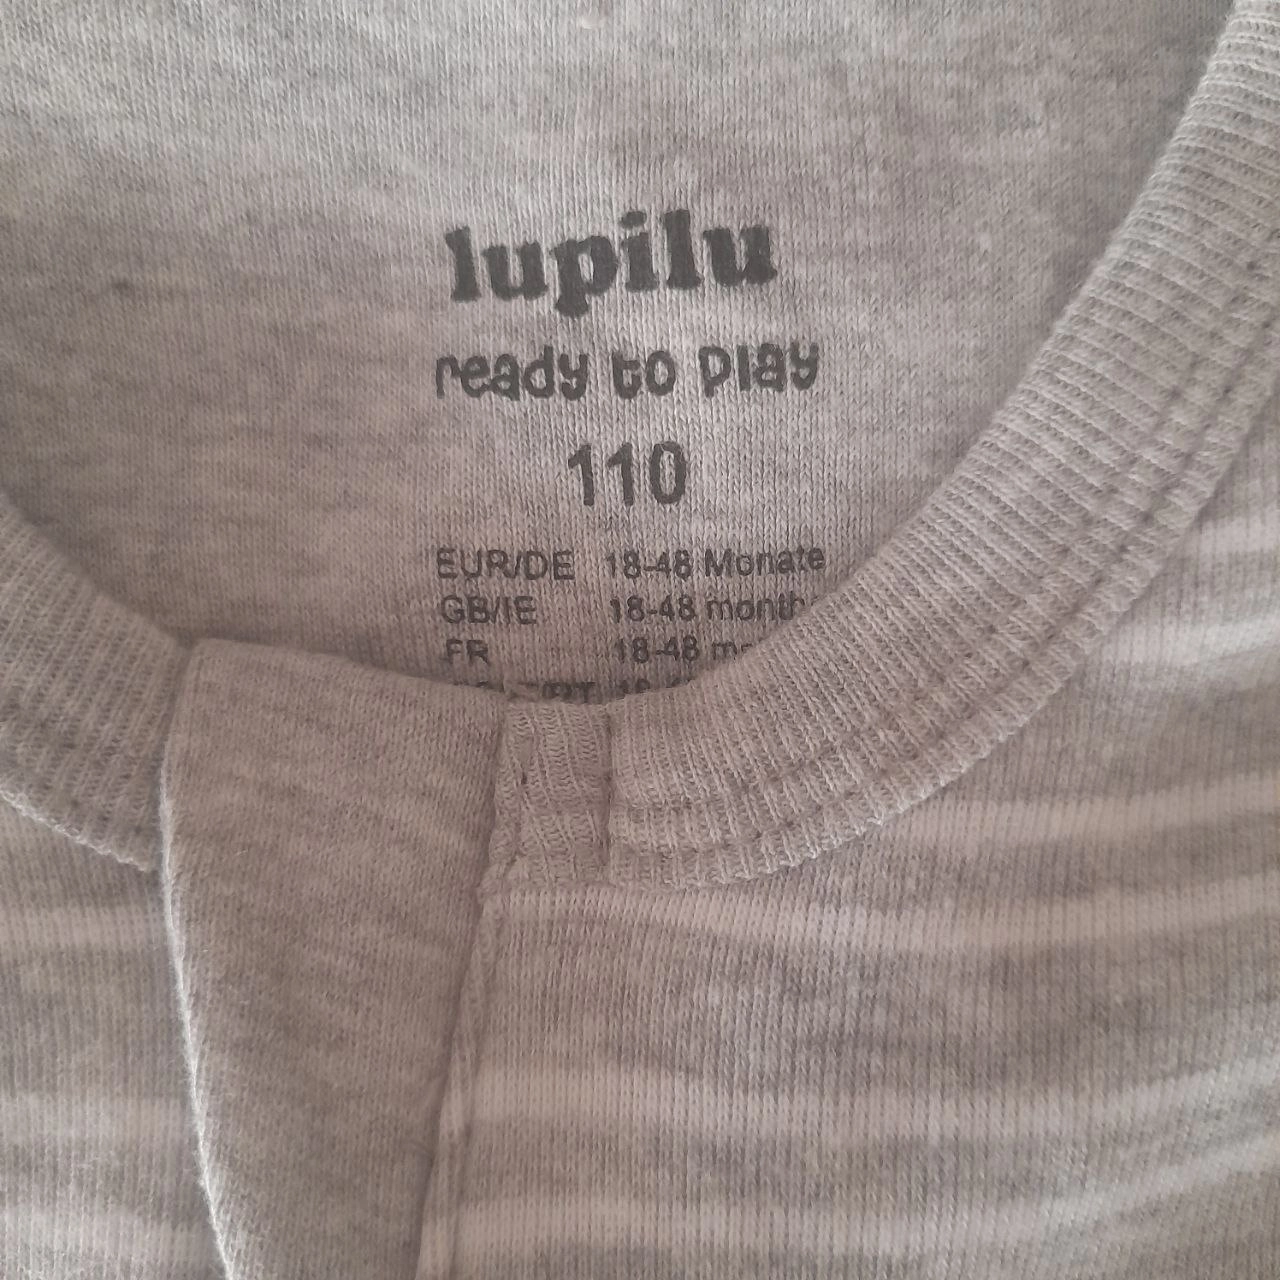 lupilu
ready to play
110
EUR/DE 18-48 Monate
GB/IE 18-48 month
FR 18-48 m